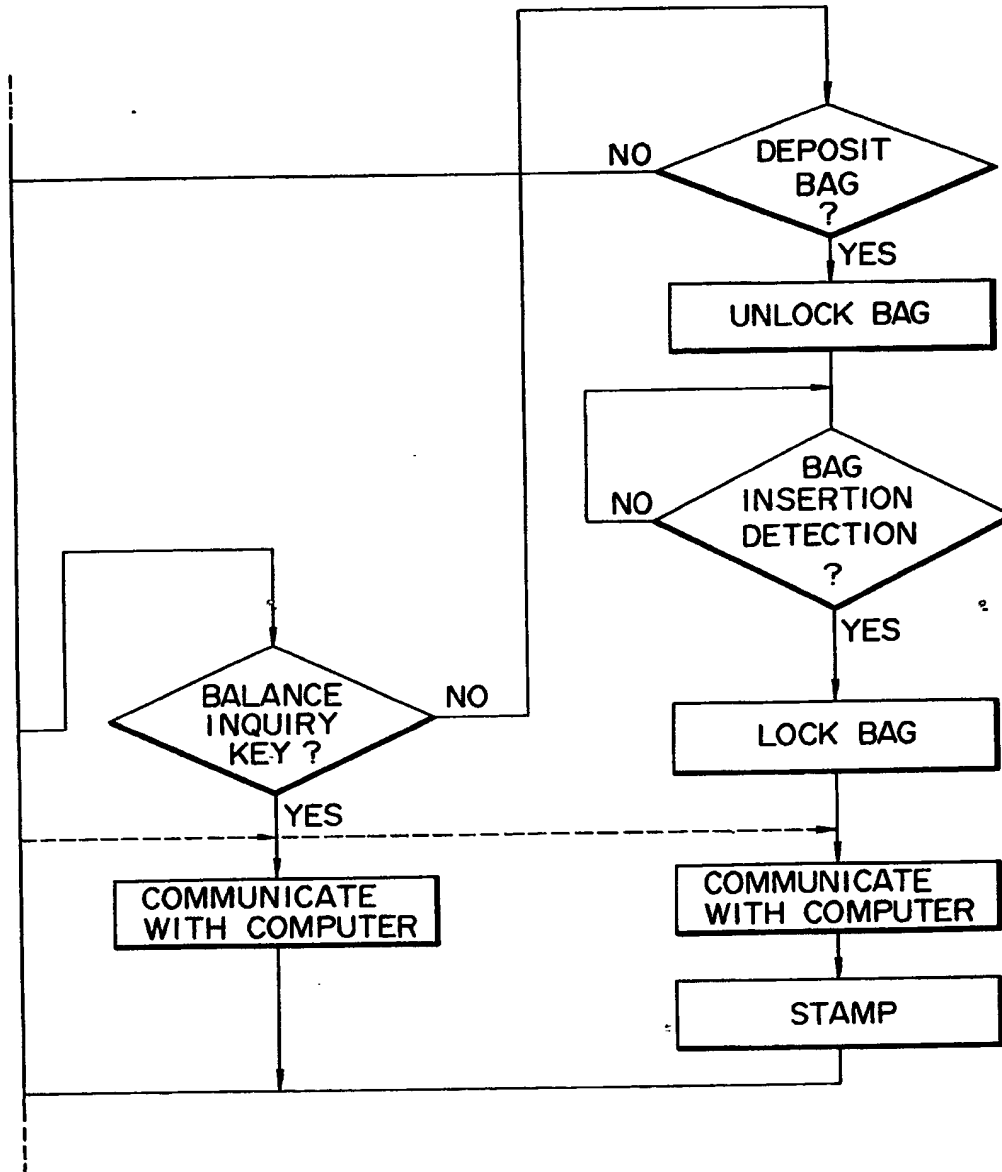 DEPOSIT
BAG
?
NO
YES
UNLOCK BAG
BAG
INSERTION
DETECTION
?
NO
YES
LOCK BAG
BALANCE
INQUIRY
KEY ?
NO
YES
COMMUNICATE
WITH COMPUTER
COMMUNICATE
WITH COMPUTER
STAMP